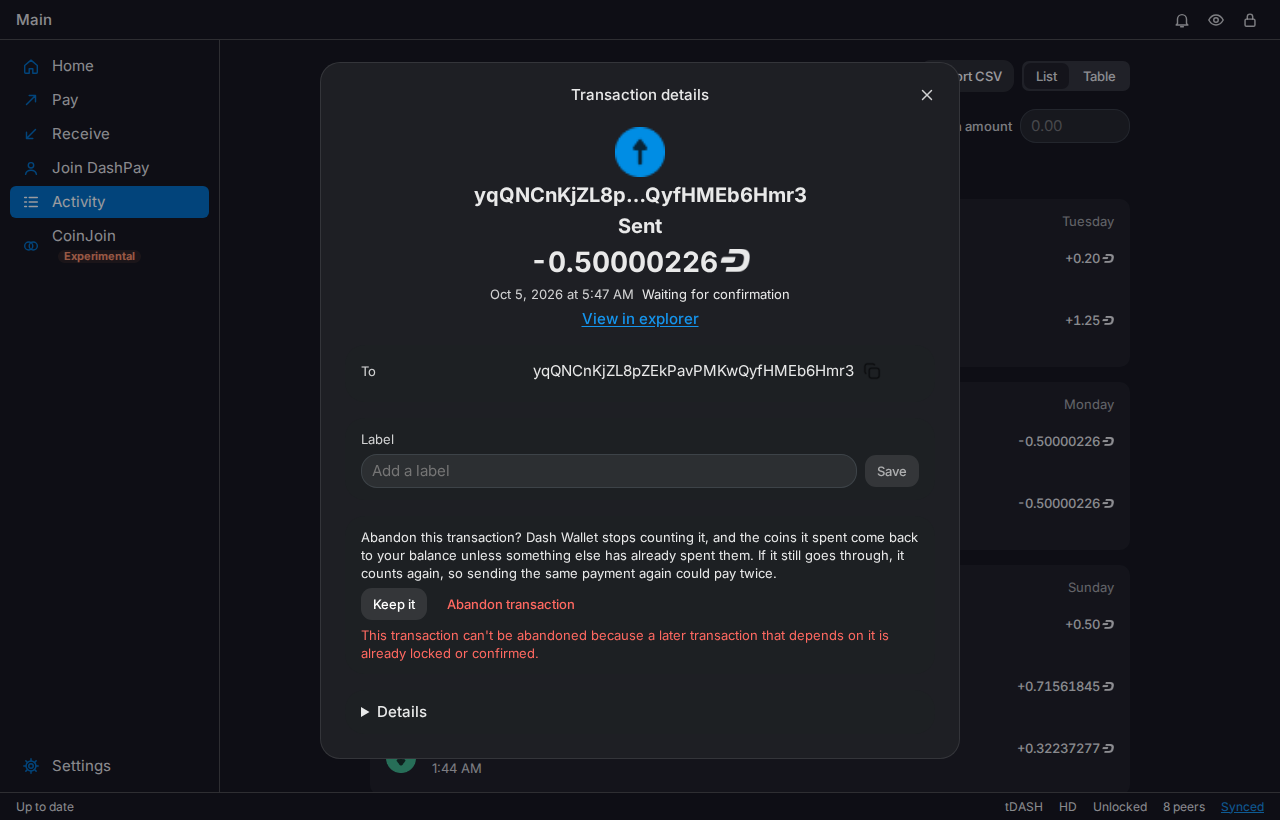 Main
Home
Pay
Receive
Join DashPay
Activity
CoinJoin
Experimental
Settings
ort CSV
List
Table
amount
0.00
Tuesday
+0.20
+1.25
Monday
-0.50000226
-0.50000226
Sunday
+0.50
+0.71561845
+0.32237277
1:44 AM
Transaction details
yqQNCnKjZL8p...QyfHMEb6Hmr3
Sent
-0.50000226
Oct 5, 2026 at 5:47 AM Waiting for confirmation
View in explorer
To yqQNCnKjZL8pZEkPavPMKwQyfHMEb6Hmr3
Label
Add a label
Save
Abandon this transaction? Dash Wallet stops counting it, and the coins it spent come back
to your balance unless something else has already spent them. If it still goes through, it
counts again, so sending the same payment again could pay twice.
Keep it Abandon transaction
This transaction can't be abandoned because a later transaction that depends on it is
already locked or confirmed.
Details
Up to date
tDASH HD Unlocked 8 peers Synced